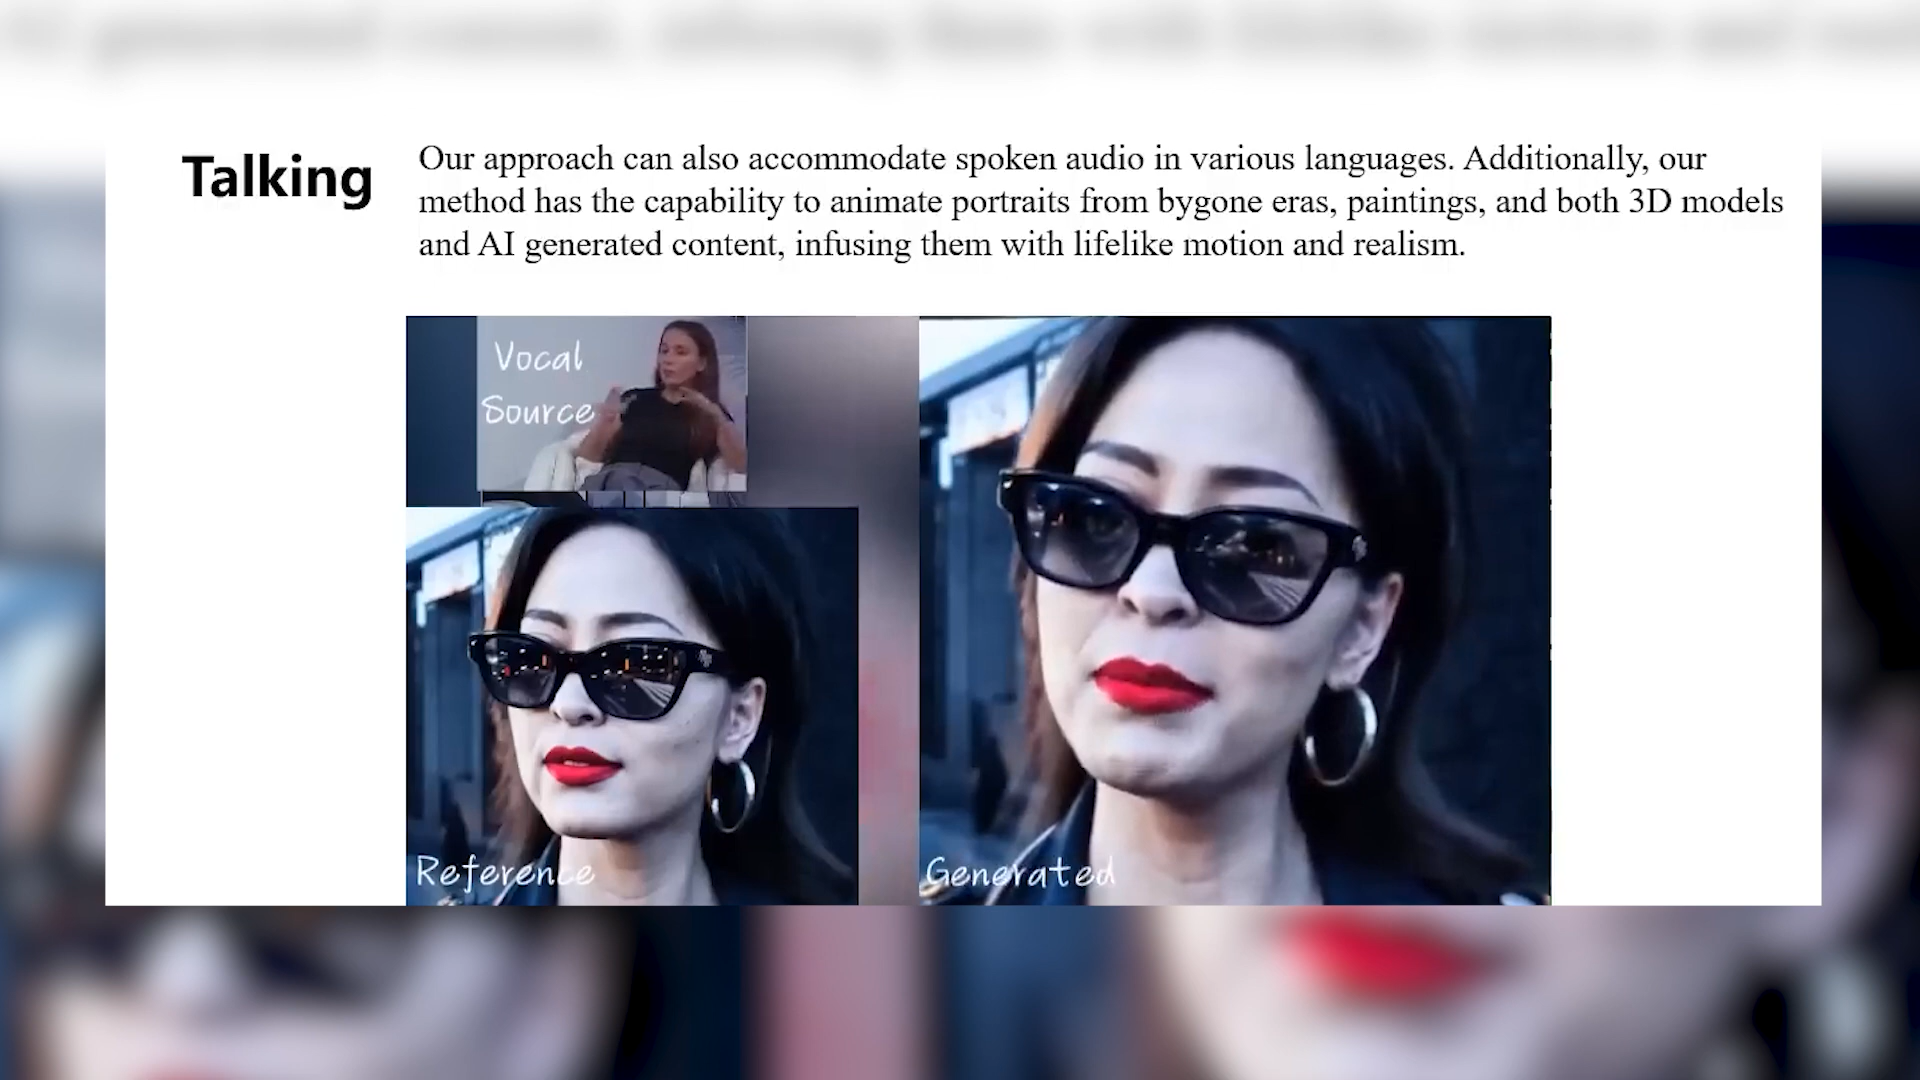 Talking
Our approach can also accommodate spoken audio in various languages. Additionally, our
method has the capability to animate portraits from bygone eras, paintings, and both 3D models
and AI generated content, infusing them with lifelike motion and realism.
Vocal
Source
Reference
Generated